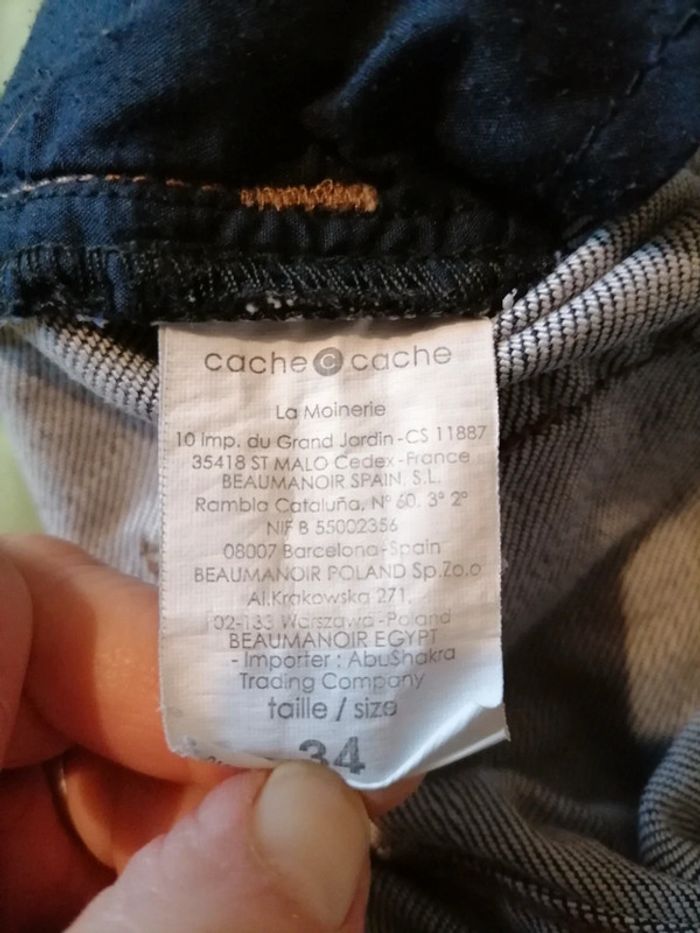 cache c cache
La Moinerie
10 Imp. du Grand Jardin-CS 11887
35418 ST MALO Cedex-France
BEAUMANOIR SPAIN, S.L.
Rambla Cataluña, Nº 60. 3º 2º
NIF B 55002356
08007 Barcelona-Spain
BEAUMANOIR POLAND Sp.Zo.o
Al.Krakowska 271,
02-133 Warszawa-Poland
BEAUMANOIR EGYPT
- Importer : AbuShakra
Trading Company
taille / size
34